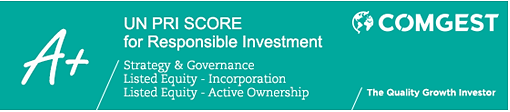 A+
UN PRI SCORE
for Responsible Investment
Strategy & Governance
Listed Equity - Incorporation
Listed Equity - Active Ownership
COMGEST
The Quality Growth Investor